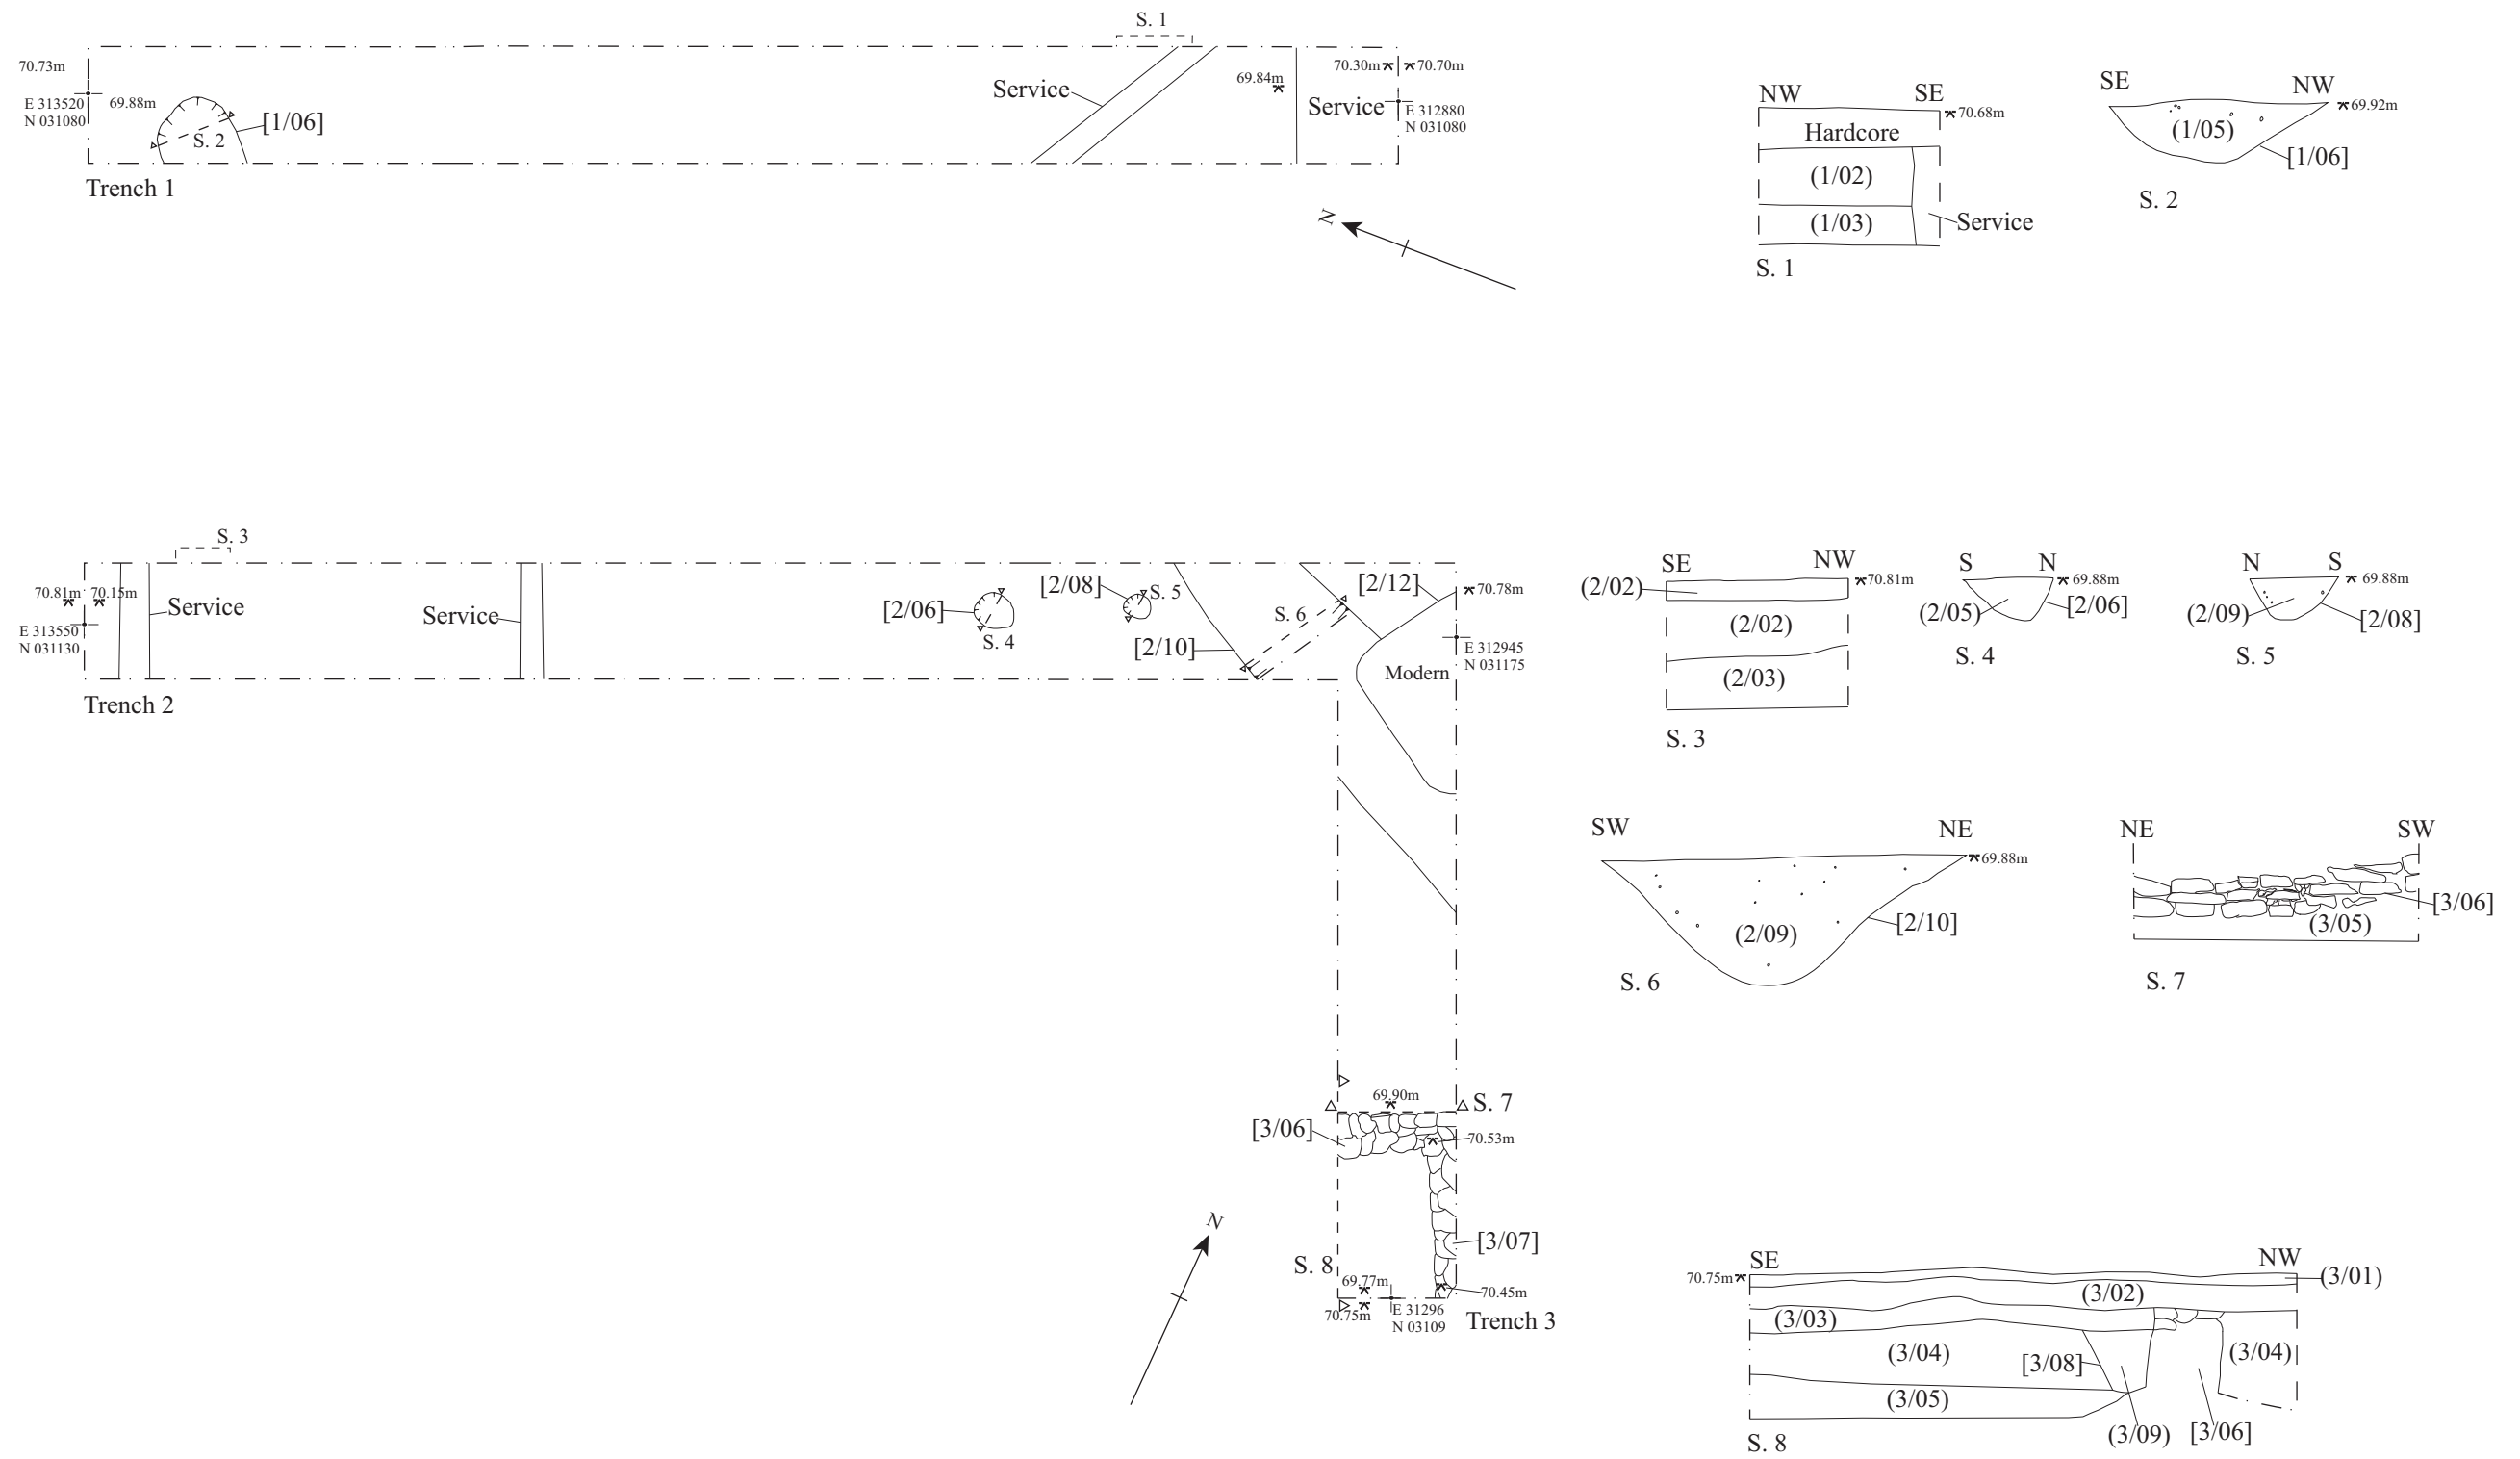 S. 1
70.73m
E 313520
N 031080
69.88m
S. 2
[1/06]
Service
69.84m
70.30m
70.70m
Service
E 312880
N 031080
Trench 1
N
NW
SE
70.68m
Hardcore
(1/02)
(1/03)
Service
S. 1
SE
NW
69.92m
(1/05)
[1/06]
S. 2
S. 3
70.81m
70.15m
E 313550
N 031130
Service
Service
[2/06]
S. 4
[2/08]
S. 5
[2/10]
S. 6
[2/12]
70.78m
E 312945
N 031175
Modern
Trench 2
SE
NW
(2/02)
70.81m
(2/02)
(2/03)
S. 3
S
N
69.88m
(2/05)
[2/06]
S. 4
N
S
69.88m
(2/09)
[2/08]
S. 5
SW
NE
69.88m
(2/09)
[2/10]
S. 6
NE
SW
[3/06]
(3/05)
S. 7
69.90m
S. 7
[3/06]
70.53m
[3/07]
S. 8
69.77m
70.45m
70.75m
E 31296
N 03109
Trench 3
N
SE
NW
70.75m
(3/01)
(3/02)
(3/03)
(3/04)
[3/08]
(3/04)
(3/05)
(3/09)
[3/06]
S. 8